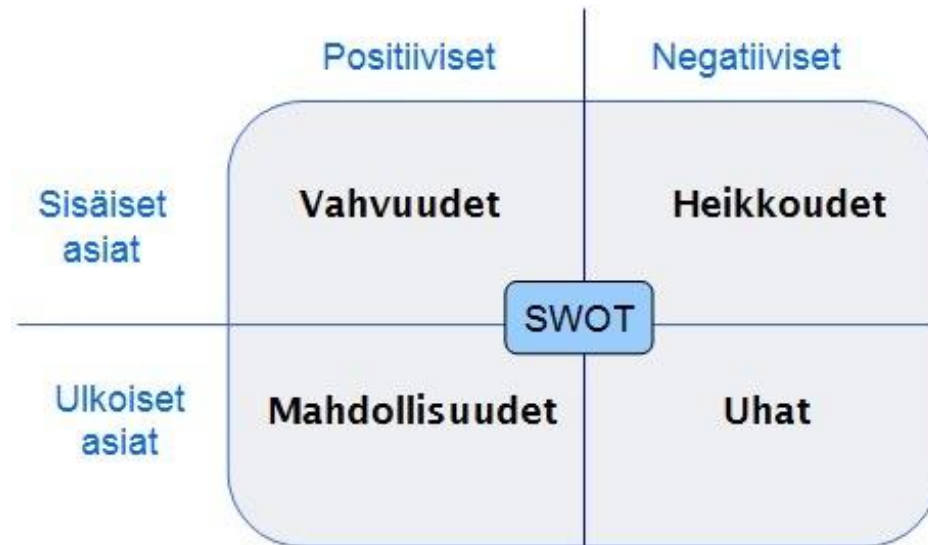 Positiiviset
Negatiiviset
Sisäiset
asiat
Vahvuudet
Heikkoudet
SWOT
Ulkoiset
asiat
Mahdollisuudet
Uhat